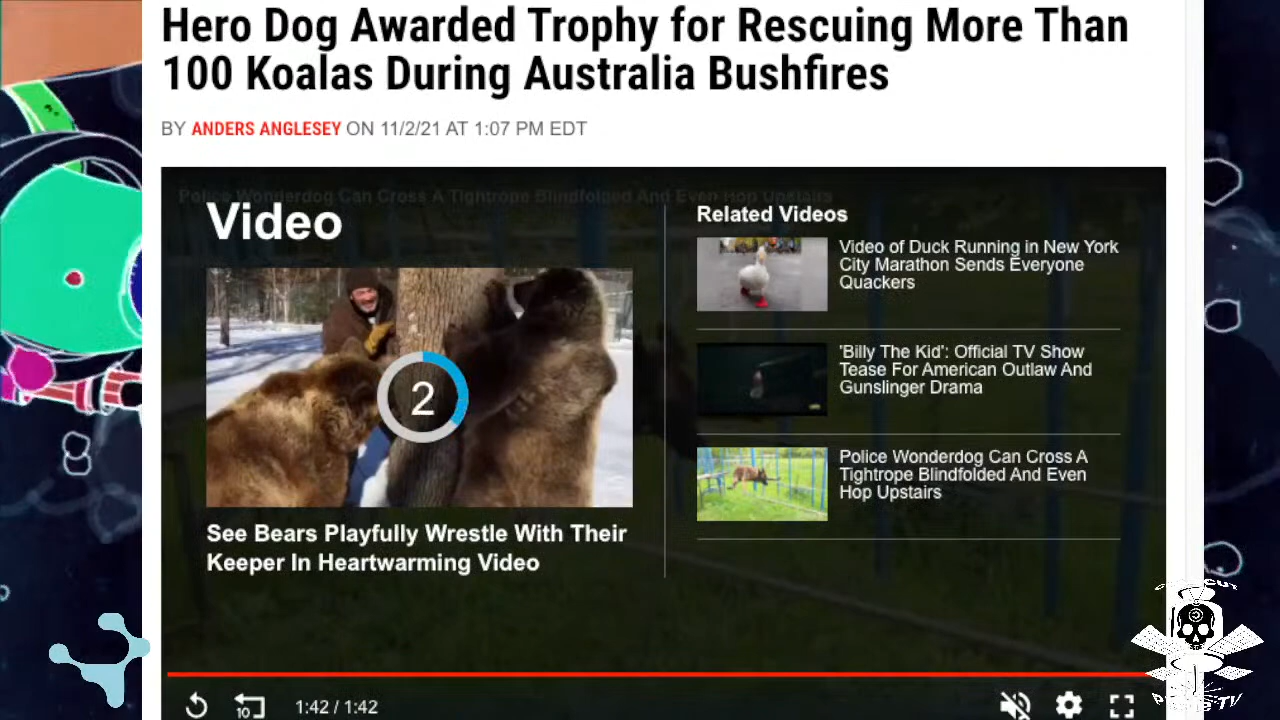 Hero Dog Awarded Trophy for Rescuing More Than
100 Koalas During Australia Bushfires
BY ANDERS ANGLESEY ON 11/2/21 AT 1:07 PM EDT
Police Wonderdog Can Cross A Tightrope Blindfolded And Even Hop Upstairs
Video
2
See Bears Playfully Wrestle With Their
Keeper In Heartwarming Video
Related Videos
Video of Duck Running in New York
City Marathon Sends Everyone
Quackers
'Billy The Kid': Official TV Show
Tease For American Outlaw And
Gunslinger Drama
Police Wonderdog Can Cross A
Tightrope Blindfolded And Even
Hop Upstairs
10
1:42 / 1:42